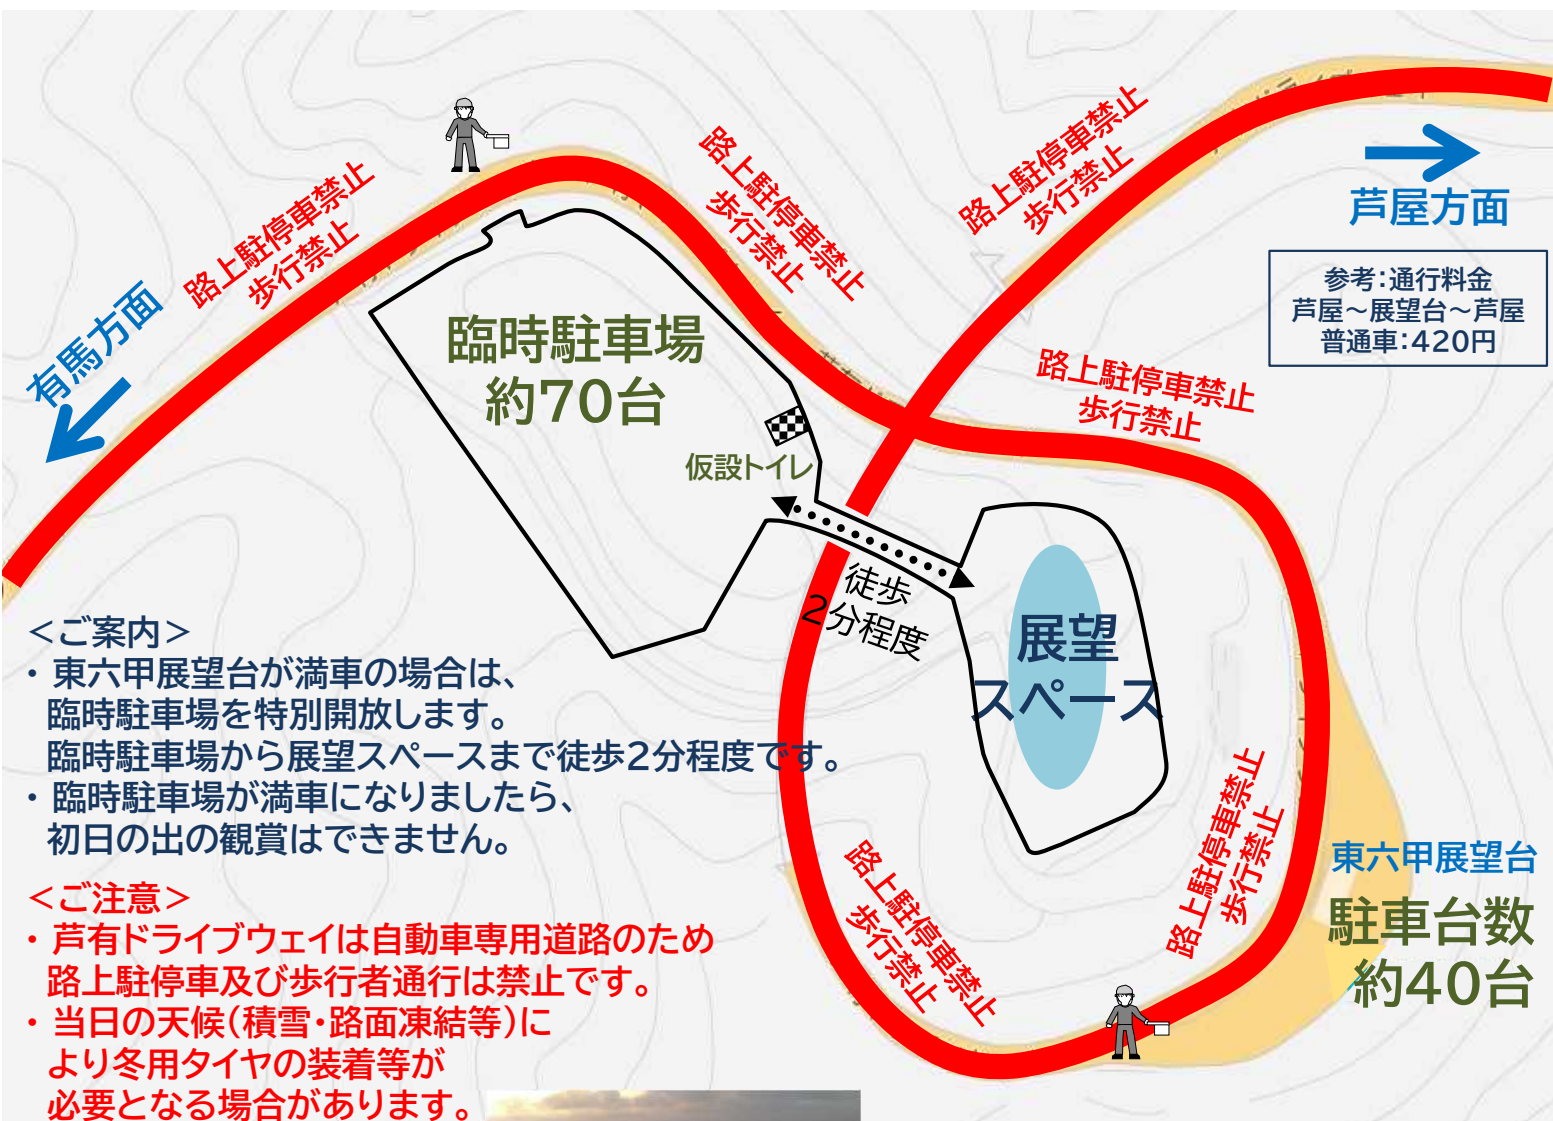 路上駐停車禁止
歩行禁止
路上駐停車禁止
歩行禁止
路上駐停車禁止
歩行禁止
芦屋方面
参考：通行料金
芦屋～展望台～芦屋
普通車：420円
有馬方面
臨時駐車場
約70台
仮設トイレ
路上駐停車禁止
歩行禁止
徒歩
2分程度
展望
スペース
＜ご案内＞
・東六甲展望台が満車の場合は、
臨時駐車場を特別開放します。
臨時駐車場から展望スペースまで徒歩2分程度です。
・臨時駐車場が満車になりましたら、
初日の出の観賞はできません。
路上駐停車禁止
歩行禁止
路上駐停車禁止
歩行禁止
東六甲展望台
駐車台数
約40台
＜ご注意＞
・芦有ドライブウェイは自動車専用道路のため
路上駐停車及び歩行者通行は禁止です。
・当日の天候（積雪・路面凍結等）に
より冬用タイヤの装着等が
必要となる場合があります。